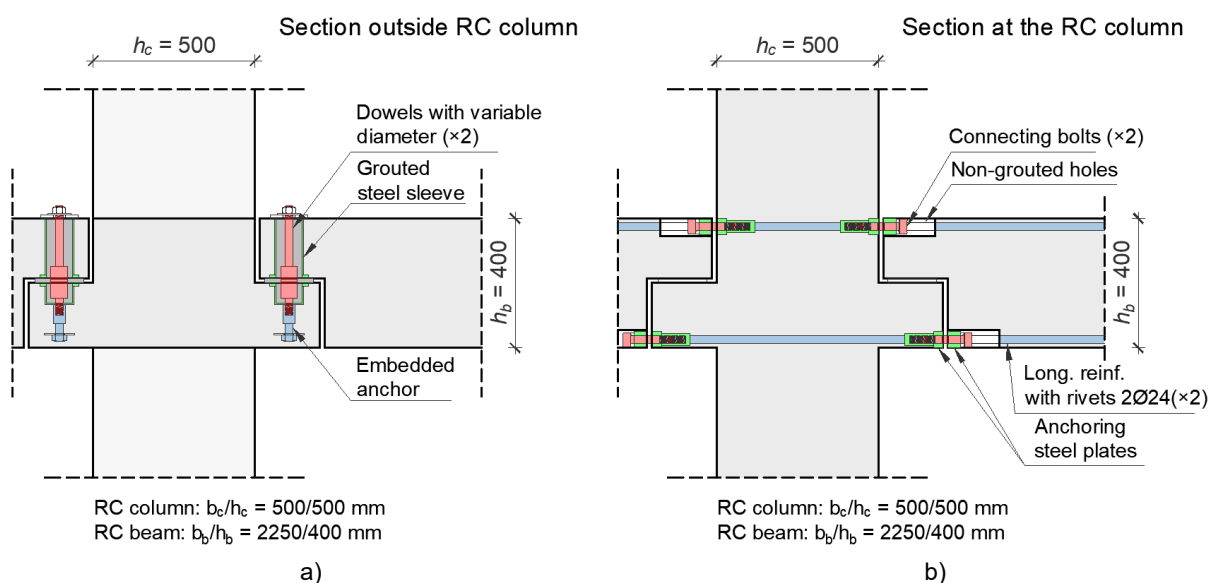 Section outside RC column
h_c = 500
Dowels with variable
diameter (×2)
Grouted
steel sleeve
h_b = 400
Embedded
anchor
RC column: b_c/h_c = 500/500 mm
RC beam: b_b/h_b = 2250/400 mm
a)
Section at the RC column
h_c = 500
Connecting bolts (×2)
Non-grouted holes
h_b = 400
Long. reinf.
with rivets 2Ø24(×2)
Anchoring
steel plates
RC column: b_c/h_c = 500/500 mm
RC beam: b_b/h_b = 2250/400 mm
b)